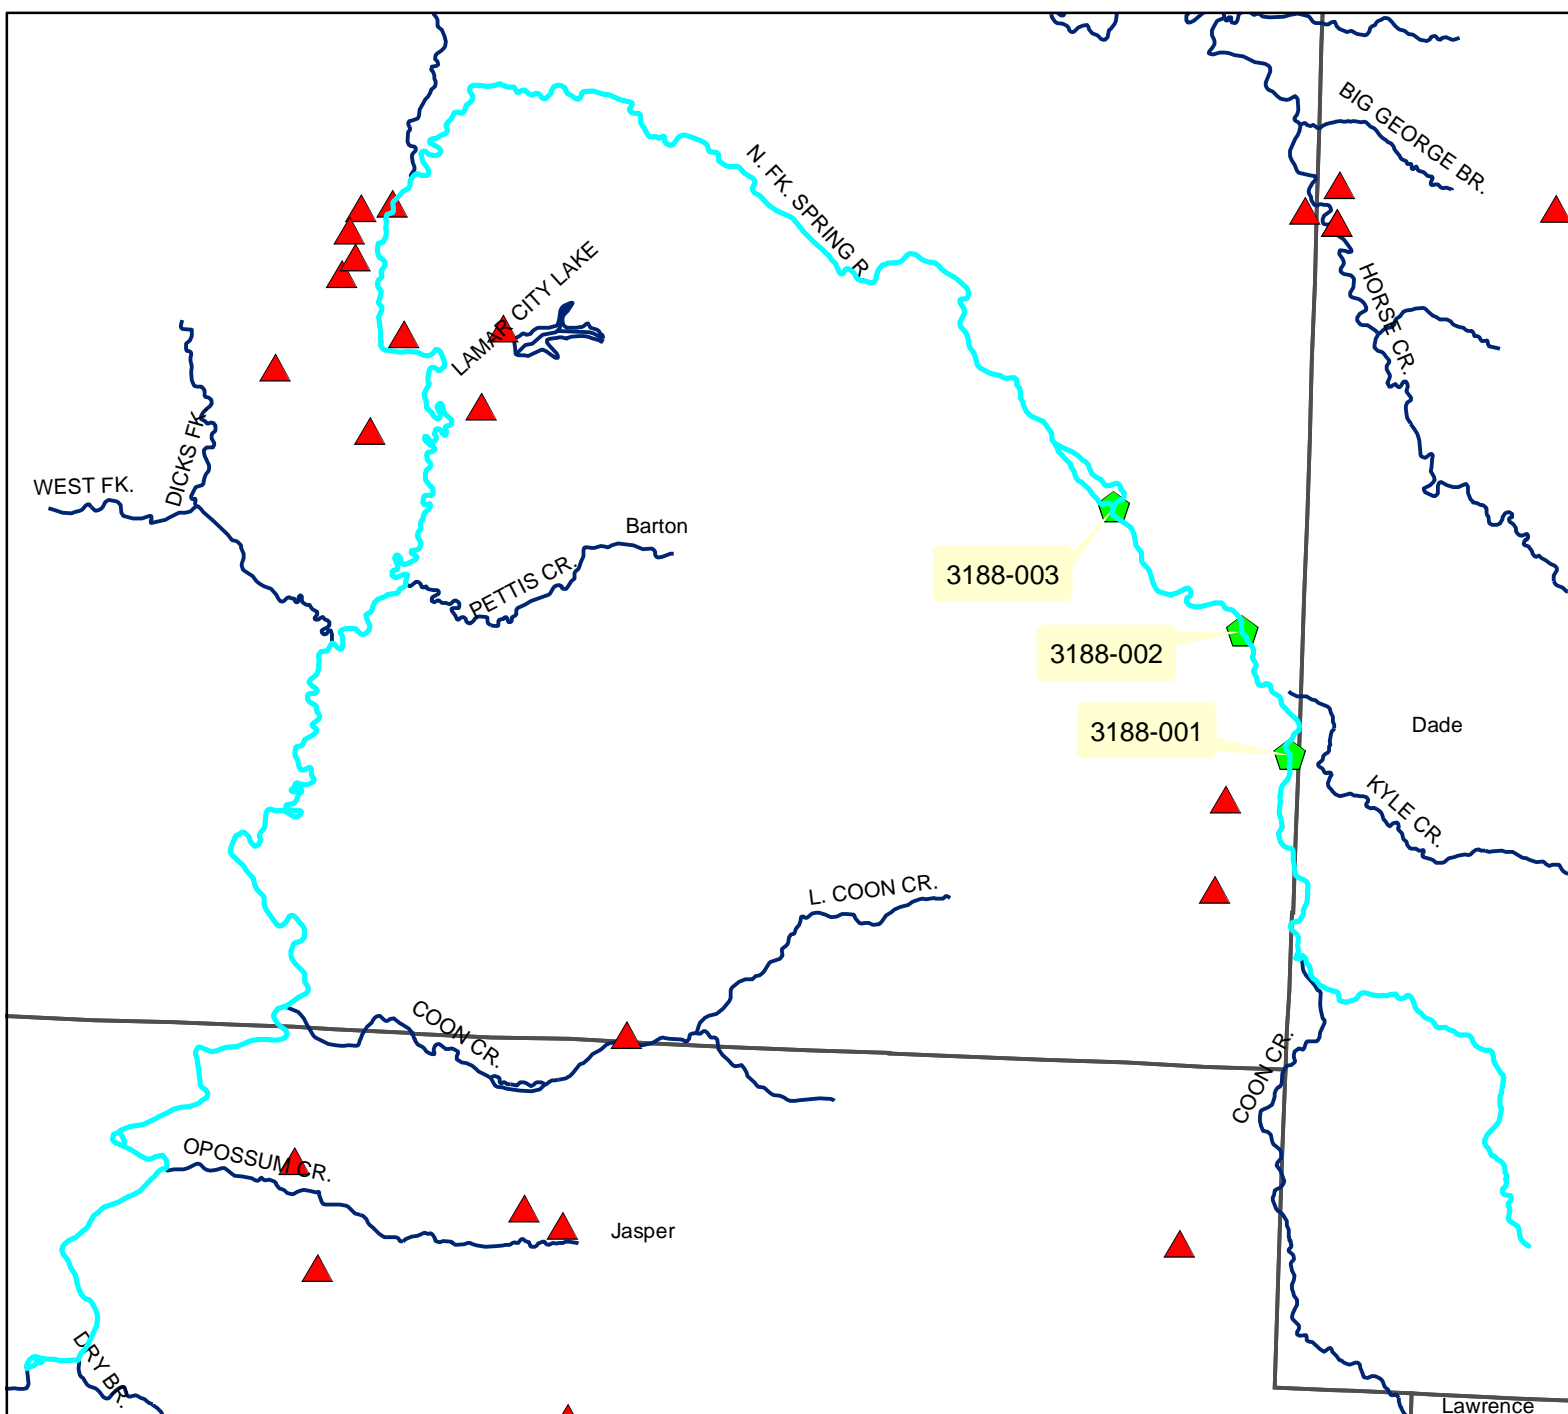 BIG GEORGE BR.
N. FK. SPRING R.
LAMAR CITY LAKE
HORSE CR.
DICKS FK.
WEST FK.
Barton
PETTIS CR.
3188-003
3188-002
3188-001
Dade
KYLE CR.
L. COON CR.
COON CR.
COON CR.
OPOSSUM CR.
Jasper
DRY BR.
Lawrence